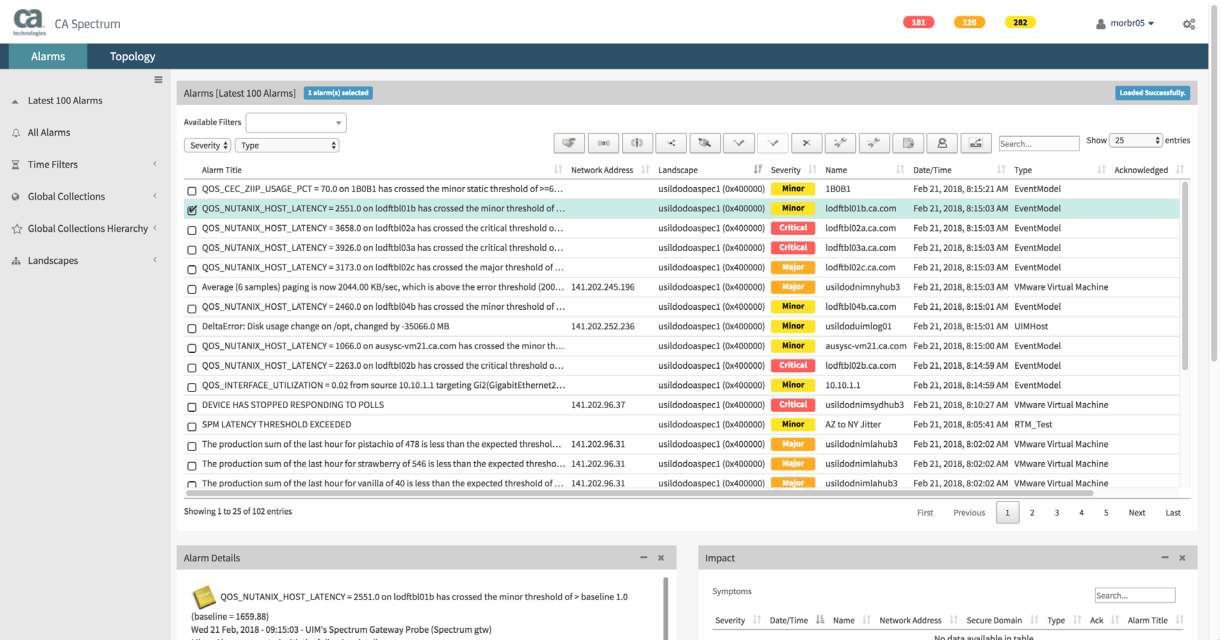 ca technologies CA Spectrum 181 120 282 morbr05
Alarms Topology
Latest 100 Alarms
All Alarms
Time Filters
Global Collections
Global Collections Hierarchy
Landscapes
Alarms [Latest 100 Alarms] 1 alarm(s) selected Loaded Successfully.
Available Filters
Severity Type Search... Show 25 entries
Alarm Title Network Address Landscape Severity Name Date/Time Type Acknowledged
QOS_CEC_ZIIP_USAGE_PCT = 70.0 on 1B0B1 has crossed the minor static threshold of >=6... usildodoaspec1 (0x400000) Minor 1B0B1 Feb 21, 2018, 8:15:21 AM EventModel
QOS_NUTANIX_HOST_LATENCY = 2551.0 on lodftbl01b has crossed the minor threshold of ... usildodoaspec1 (0x400000) Minor lodftbl01b.ca.com Feb 21, 2018, 8:15:03 AM EventModel
QOS_NUTANIX_HOST_LATENCY = 3658.0 on lodftbl02a has crossed the critical threshold o... usildodoaspec1 (0x400000) Critical lodftbl02a.ca.com Feb 21, 2018, 8:15:03 AM EventModel
QOS_NUTANIX_HOST_LATENCY = 3926.0 on lodftbl03a has crossed the critical threshold o... usildodoaspec1 (0x400000) Critical lodftbl03a.ca.com Feb 21, 2018, 8:15:03 AM EventModel
QOS_NUTANIX_HOST_LATENCY = 3173.0 on lodftbl02c has crossed the major threshold of ... usildodoaspec1 (0x400000) Major lodftbl02c.ca.com Feb 21, 2018, 8:15:03 AM EventModel
Average (6 samples) paging is now 2044.00 KB/sec, which is above the error threshold (200... 141.202.245.196 usildodoaspec1 (0x400000) Major usildodnimnyhub3 Feb 21, 2018, 8:15:03 AM VMware Virtual Machine
QOS_NUTANIX_HOST_LATENCY = 2460.0 on lodftbl04b has crossed the minor threshold of ... usildodoaspec1 (0x400000) Minor lodftbl04b.ca.com Feb 21, 2018, 8:15:01 AM EventModel
DeltaError: Disk usage change on /opt, changed by -35066.0 MB 141.202.252.236 usildodoaspec1 (0x400000) Minor usildoduimlog01 Feb 21, 2018, 8:15:01 AM UIMHost
QOS_NUTANIX_HOST_LATENCY = 1066.0 on ausysc-vm21.ca.com has crossed the minor th... usildodoaspec1 (0x400000) Minor ausysc-vm21.ca.com Feb 21, 2018, 8:15:00 AM EventModel
QOS_NUTANIX_HOST_LATENCY = 2263.0 on lodftbl02b has crossed the critical threshold o... usildodoaspec1 (0x400000) Critical lodftbl02b.ca.com Feb 21, 2018, 8:14:59 AM EventModel
QOS_INTERFACE_UTILIZATION = 0.02 from source 10.10.1.1 targeting Gi2(GigabitEthernet2... usildodoaspec1 (0x400000) Minor 10.10.1.1 Feb 21, 2018, 8:14:59 AM EventModel
DEVICE HAS STOPPED RESPONDING TO POLLS 141.202.96.37 usildodoaspec1 (0x400000) Critical usildodnimsydhub3 Feb 21, 2018, 8:10:27 AM VMware Virtual Machine
SPM LATENCY THRESHOLD EXCEEDED usildodoaspec1 (0x400000) Minor AZ to NY Jitter Feb 21, 2018, 8:05:41 AM RTM_Test
The production sum of the last hour for pistachio of 478 is less than the expected threshol... 141.202.96.31 usildodoaspec1 (0x400000) Major usildodnimlahub3 Feb 21, 2018, 8:02:02 AM VMware Virtual Machine
The production sum of the last hour for strawberry of 546 is less than the expected thresho... 141.202.96.31 usildodoaspec1 (0x400000) Major usildodnimlahub3 Feb 21, 2018, 8:02:02 AM VMware Virtual Machine
The production sum of the last hour for vanilla of 40 is less than the expected threshold of ... 141.202.96.31 usildodoaspec1 (0x400000) Major usildodnimlahub3 Feb 21, 2018, 8:02:02 AM VMware Virtual Machine
Showing 1 to 25 of 102 entries First Previous 1 2 3 4 5 Next Last
Alarm Details
QOS_NUTANIX_HOST_LATENCY = 2551.0 on lodftbl01b has crossed the minor threshold of > baseline 1.0
(baseline = 1659.88)
Wed 21 Feb, 2018 - 09:15:03 - UIM's Spectrum Gateway Probe (Spectrum gtw)
Impact
Symptoms Search...
Severity Date/Time Name Network Address Secure Domain Type Ack Alarm Title
No data available in table